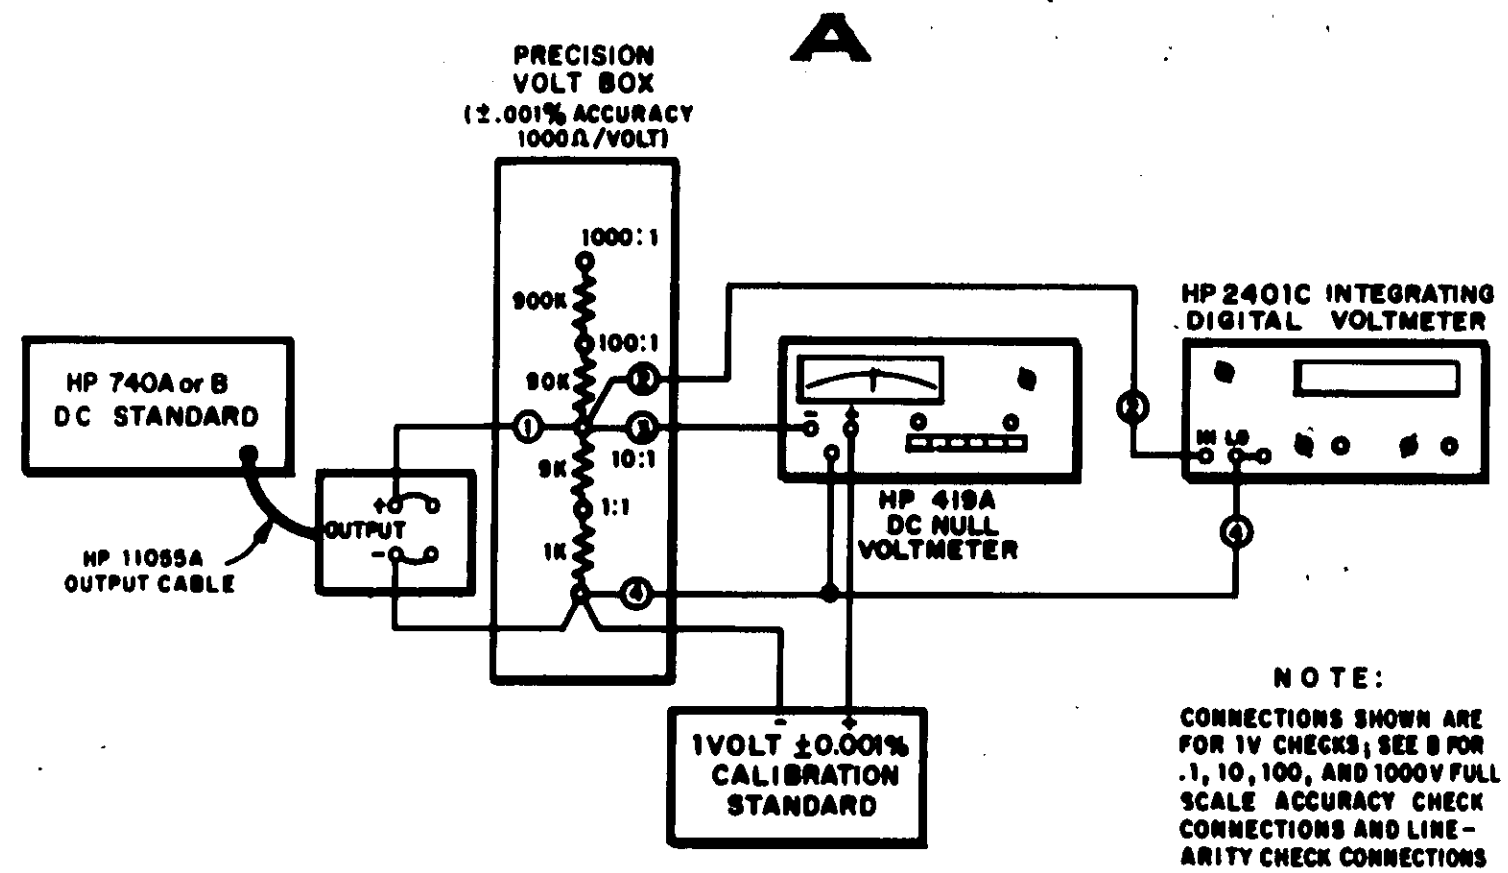 A
PRECISION
VOLT BOX
(±.001% ACCURACY
1000Ω/VOLT)
1000:1
900K
100:1
90K
2
1
3
10:1
9K
1:1
1K
4
HP 740A or B
DC STANDARD
+
OUTPUT
-
HP 11055A
OUTPUT CABLE
- +
HP 419A
DC NULL
VOLTMETER
HP 2401C INTEGRATING
DIGITAL VOLTMETER
2
HI LO
4
- +
1 VOLT ±0.001%
CALIBRATION
STANDARD
NOTE:
CONNECTIONS SHOWN ARE
FOR 1V CHECKS; SEE B FOR
.1, 10, 100, AND 1000V FULL
SCALE ACCURACY CHECK
CONNECTIONS AND LINE-
ARITY CHECK CONNECTIONS